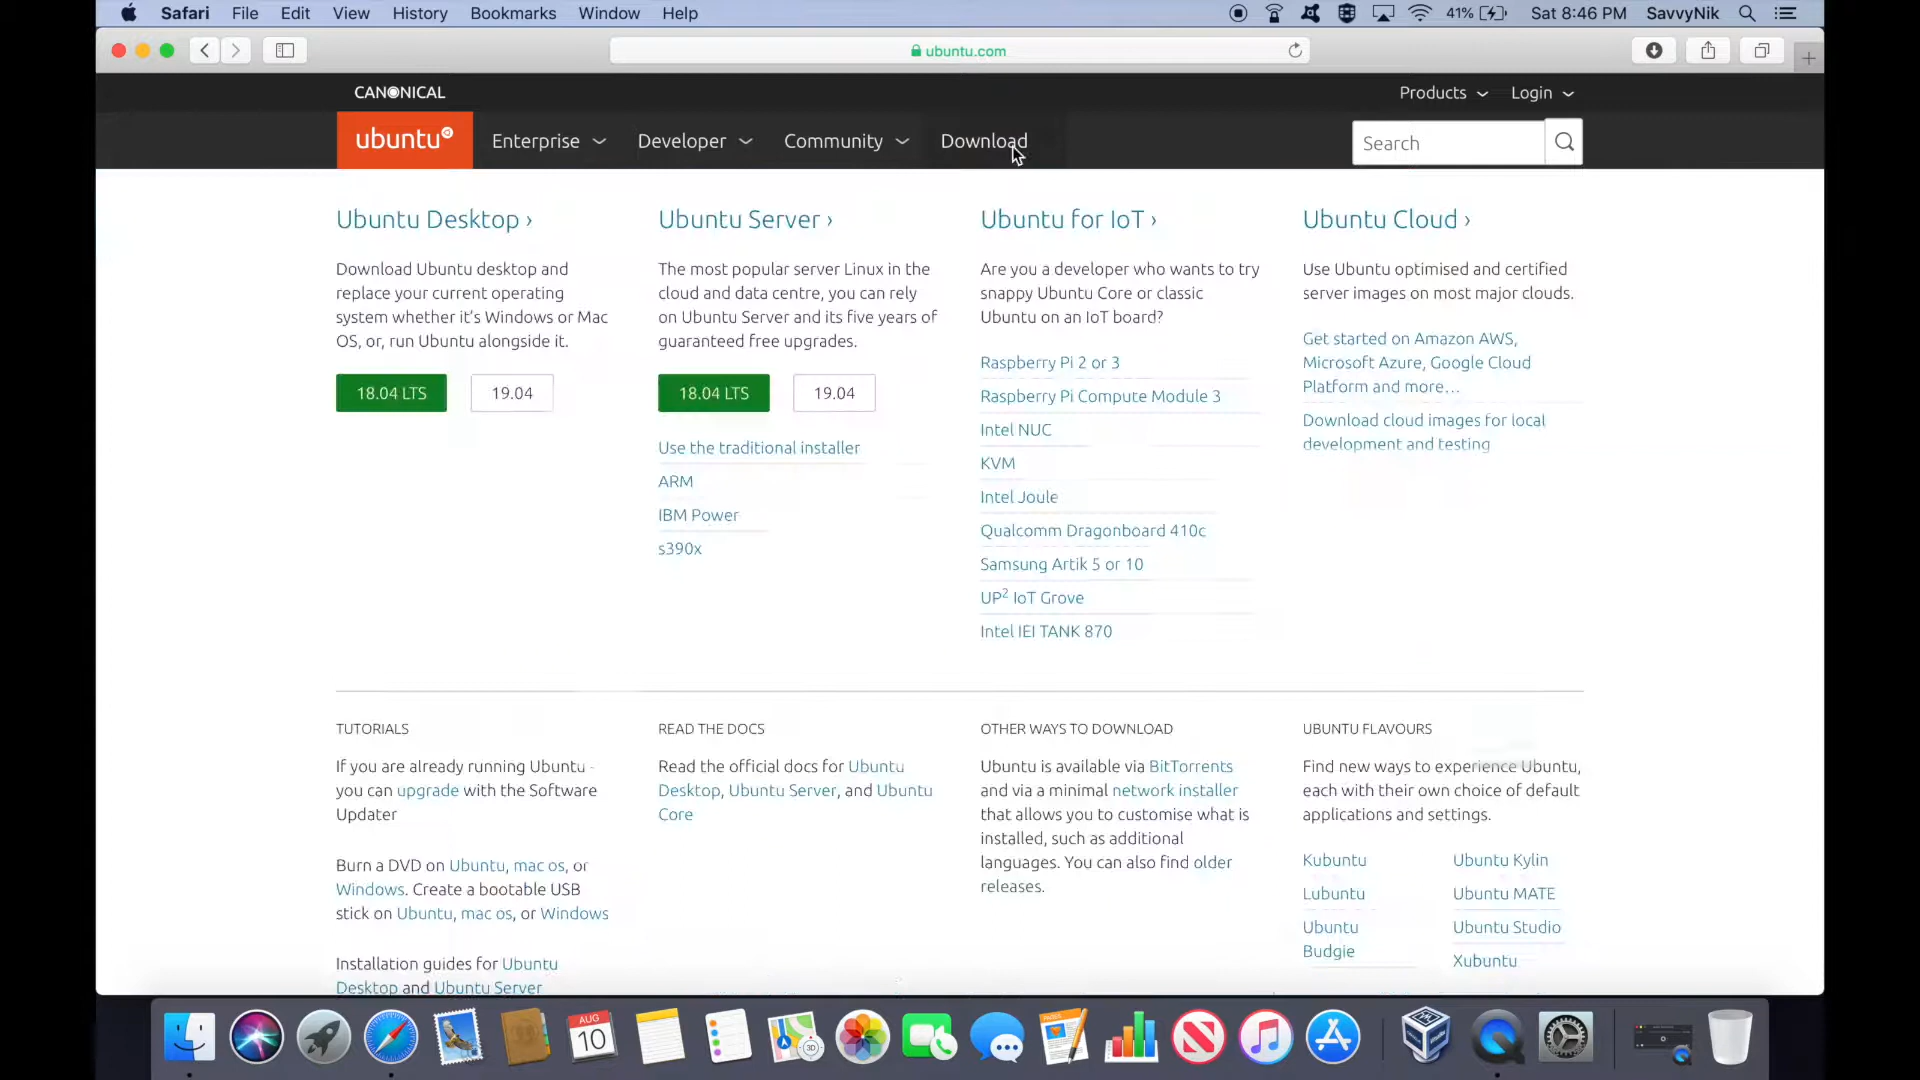 Safari File Edit View History Bookmarks Window Help 41% Sat 8:46 PM SavvyNik
ubuntu.com
CANONICAL Products Login
ubuntu Enterprise Developer Community Download Search
Ubuntu Desktop ›
Download Ubuntu desktop and
replace your current operating
system whether it's Windows or Mac
OS, or, run Ubuntu alongside it.
18.04 LTS 19.04
Ubuntu Server ›
The most popular server Linux in the
cloud and data centre, you can rely
on Ubuntu Server and its five years of
guaranteed free upgrades.
18.04 LTS 19.04
Use the traditional installer
ARM
IBM Power
s390x
Ubuntu for IoT ›
Are you a developer who wants to try
snappy Ubuntu Core or classic
Ubuntu on an IoT board?
Raspberry Pi 2 or 3
Raspberry Pi Compute Module 3
Intel NUC
KVM
Intel Joule
Qualcomm Dragonboard 410c
Samsung Artik 5 or 10
UP² IoT Grove
Intel IEI TANK 870
Ubuntu Cloud ›
Use Ubuntu optimised and certified
server images on most major clouds.
Get started on Amazon AWS,
Microsoft Azure, Google Cloud
Platform and more…
Download cloud images for local
development and testing
TUTORIALS
If you are already running Ubuntu -
you can upgrade with the Software
Updater
Burn a DVD on Ubuntu, mac os, or
Windows. Create a bootable USB
stick on Ubuntu, mac os, or Windows
Installation guides for Ubuntu
Desktop and Ubuntu Server
READ THE DOCS
Read the official docs for Ubuntu
Desktop, Ubuntu Server, and Ubuntu
Core
OTHER WAYS TO DOWNLOAD
Ubuntu is available via BitTorrents
and via a minimal network installer
that allows you to customise what is
installed, such as additional
languages. You can also find older
releases.
UBUNTU FLAVOURS
Find new ways to experience Ubuntu,
each with their own choice of default
applications and settings.
Kubuntu
Lubuntu
Ubuntu
Budgie
Ubuntu Kylin
Ubuntu MATE
Ubuntu Studio
Xubuntu
AUG
10
PAGES
3D